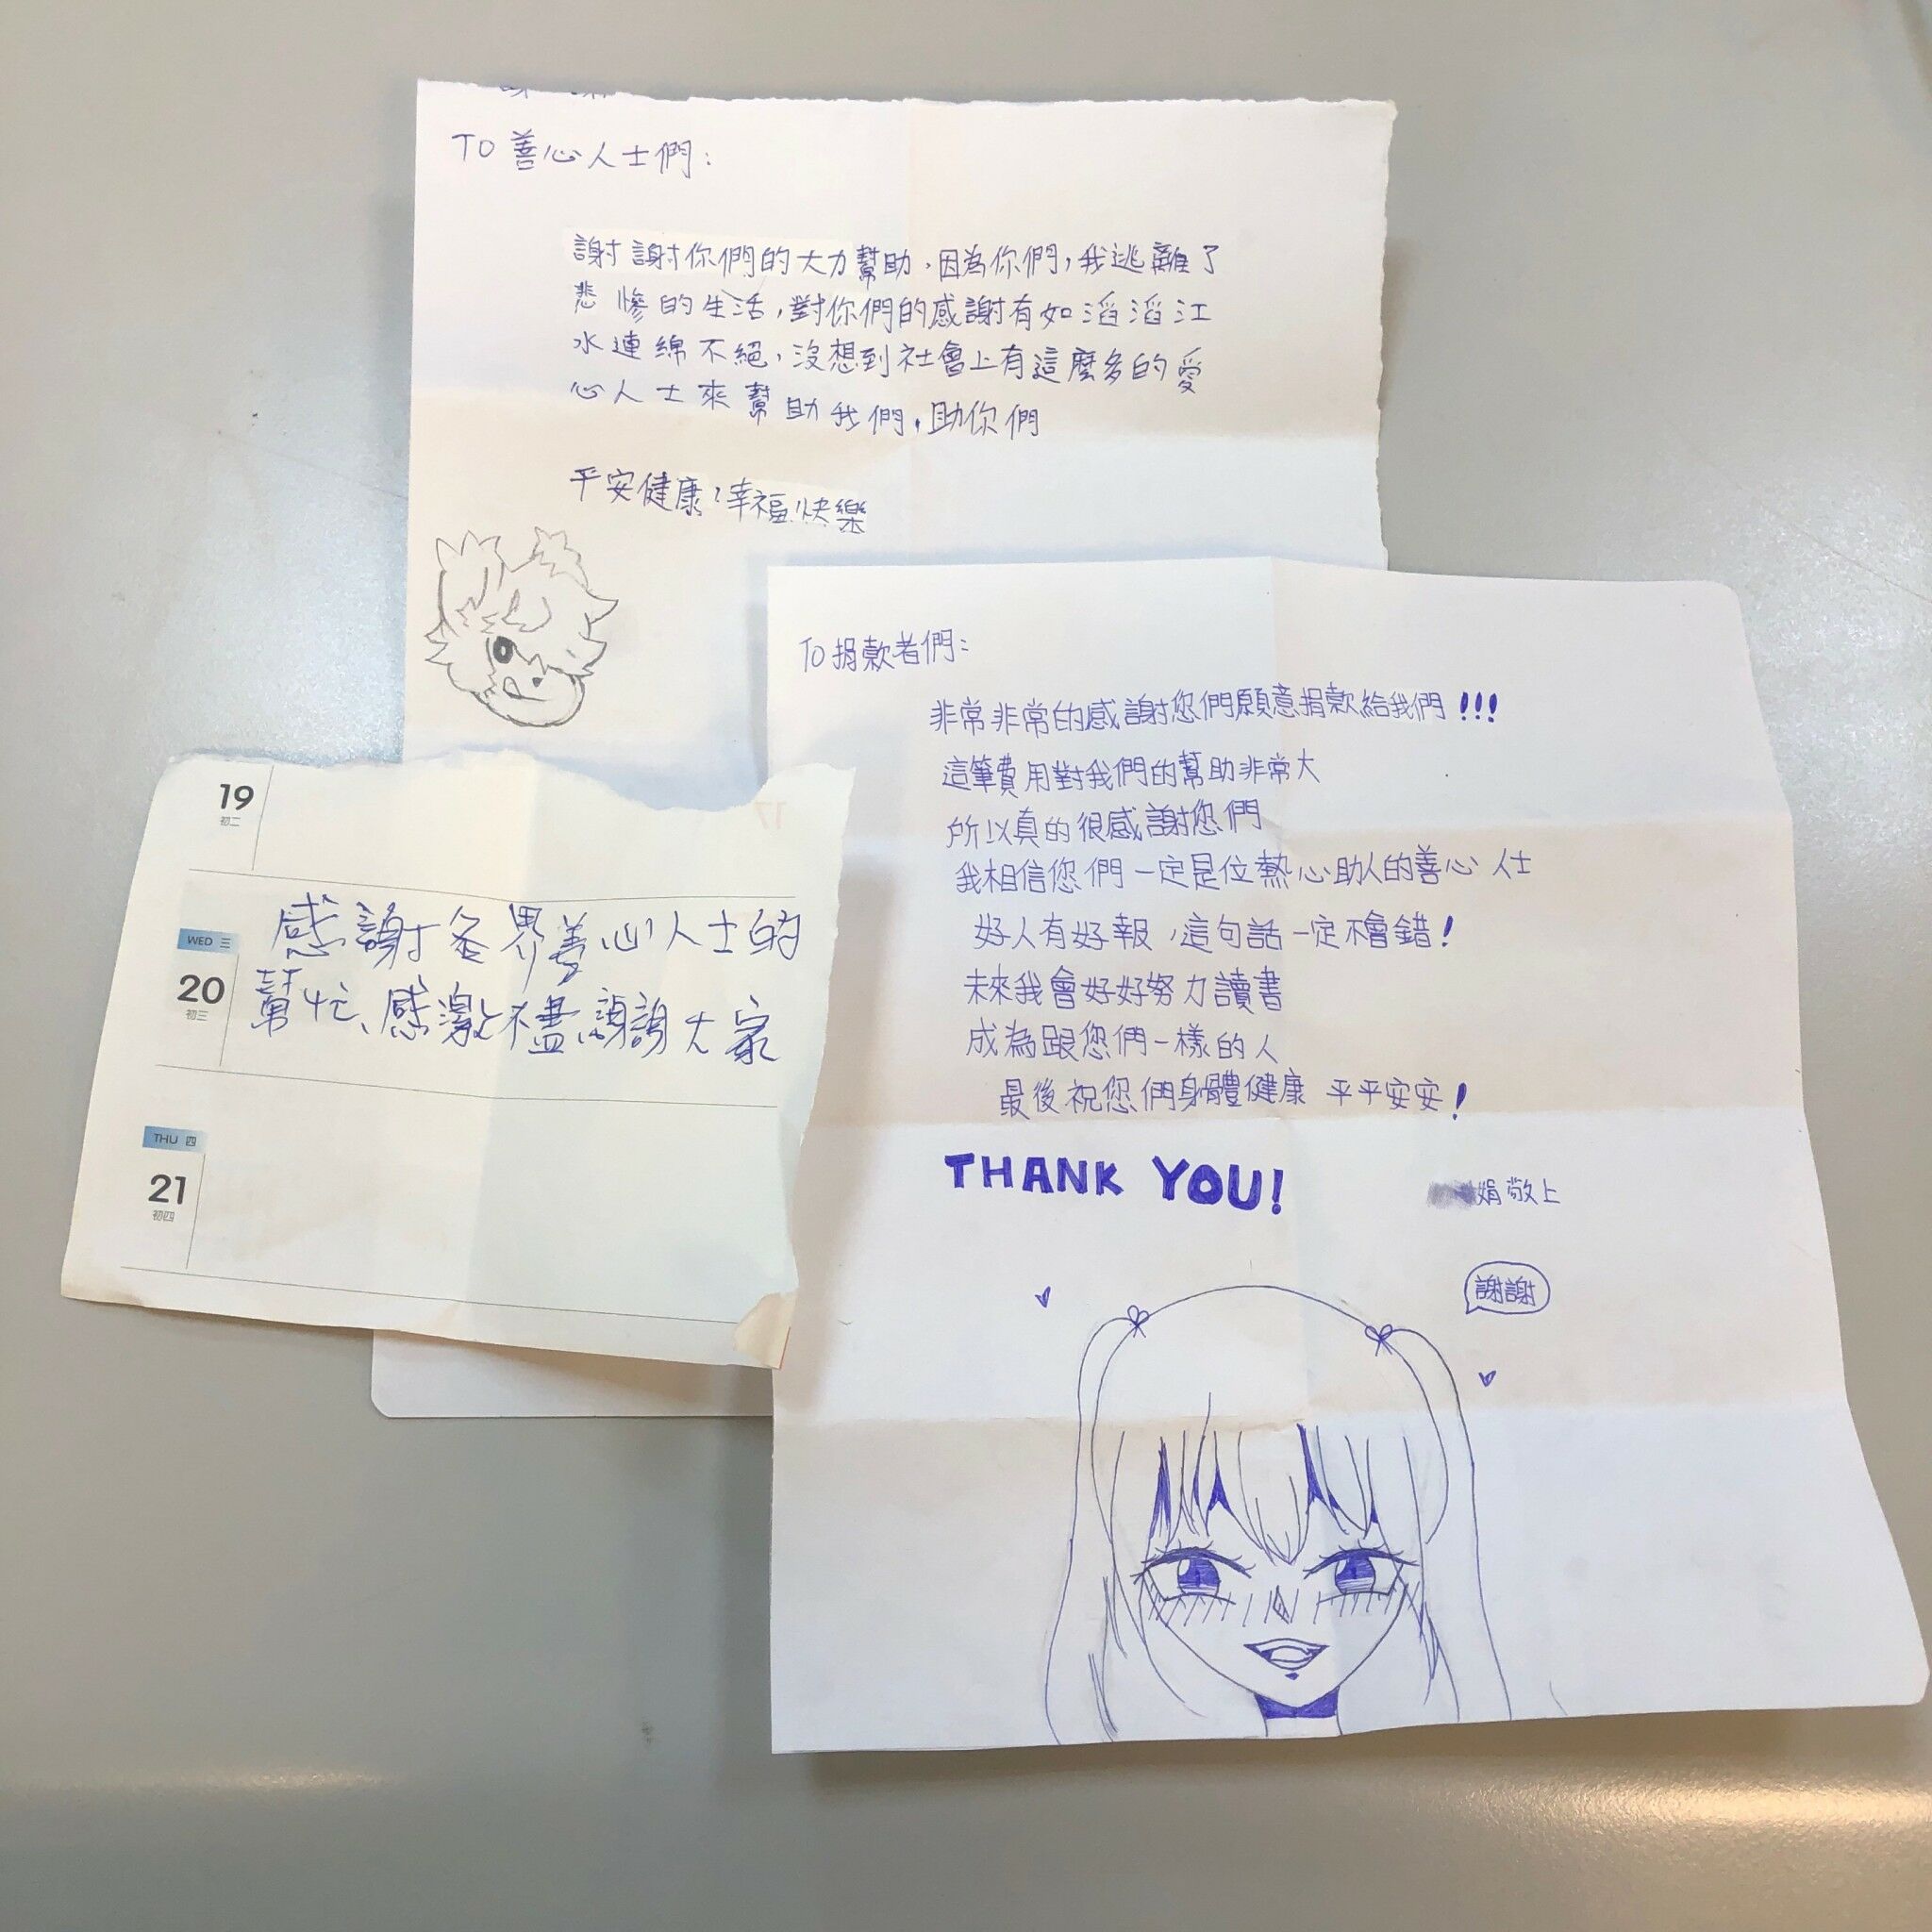 TO 善心人士們：
謝謝你們的大力幫助，因為你們，我逃離了
悲慘的生活，對你們的感謝有如滔滔江
水連綿不絕，沒想到社會上有這麼多的愛
心人士來幫助我們，助你們
平安健康，幸福快樂
To 捐款者們：
非常非常的感謝您們願意捐款給我們!!!
這筆費用對我們的幫助非常大
所以真的很感謝您們
我相信您們一定是位熱心助人的善心人士
好人有好報，這句話一定不會錯!
未來我會好好努力讀書
成為跟您們一樣的人
最後祝您們身體健康 平平安安!
THANK YOU!
娟敬上
謝謝
19
初二
17
感謝各界善心人士的
WED 三
20
初三
幫忙、感激不盡謝謝大家
THU 四
21
初四